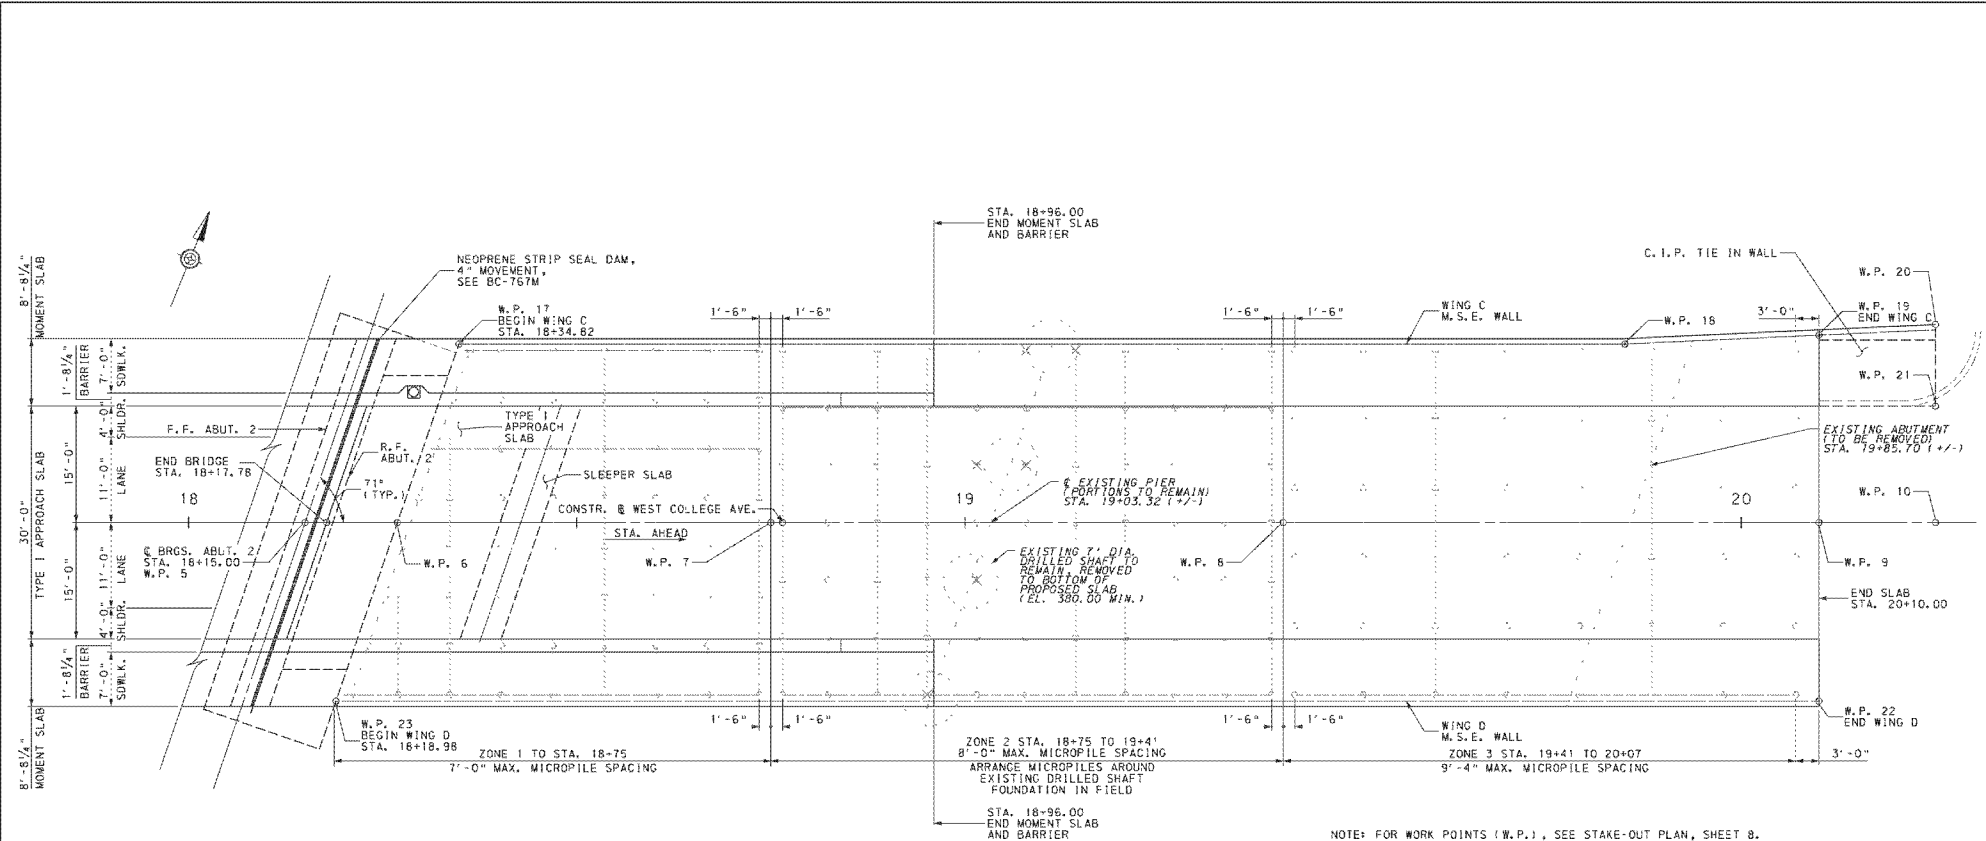 STA. 18+96.00
END MOMENT SLAB
AND BARRIER
NEOPRENE STRIP SEAL DAM,
4" MOVEMENT,
SEE BC-767M
W.P. 17
BEGIN WING C
STA. 18+34.82
1'-6"
1'-6"
1'-6"
1'-6"
WING C
M.S.E. WALL
C.I.P. TIE IN WALL
W.P. 20
W.P. 19
END WING C
3'-0"
W.P. 18
W.P. 21
8'-8¼"
MOMENT SLAB
1'-8¼"
BARRIER
7'-0"
SDWLK.
4'-0"
SHLDR.
11'-0"
LANE
15'-0"
30'-0"
TYPE I APPROACH SLAB
15'-0"
11'-0"
LANE
4'-0"
SHLDR.
1'-8¼"
BARRIER
7'-0"
SDWLK.
8'-8¼"
MOMENT SLAB
F.F. ABUT. 2
END BRIDGE
STA. 18+17.78
R.F.
ABUT. 2
71°
(TYP.)
18
TYPE I
APPROACH
SLAB
SLEEPER SLAB
CONSTR. ℄ WEST COLLEGE AVE.
STA. AHEAD
℄ BRGS. ABUT. 2
STA. 18+15.00
W.P. 5
W.P. 6
W.P. 7
19
℄ EXISTING PIER
(PORTIONS TO REMAIN)
STA. 19+03.32 (+/-)
EXISTING 7' DIA.
DRILLED SHAFT TO
REMAIN, REMOVED
TO BOTTOM OF
PROPOSED SLAB
(EL. 380.00 MIN.)
W.P. 8
20
EXISTING ABUTMENT
(TO BE REMOVED)
STA. 19+85.70 (+/-)
W.P. 10
W.P. 9
END SLAB
STA. 20+10.00
W.P. 22
END WING D
W.P. 23
BEGIN WING D
STA. 18+18.98
1'-6"
1'-6"
1'-6"
1'-6"
WING D
M.S.E. WALL
ZONE 1 TO STA. 18+75
7'-0" MAX. MICROPILE SPACING
ZONE 2 STA. 18+75 TO 19+41
8'-0" MAX. MICROPILE SPACING
ARRANGE MICROPILES AROUND
EXISTING DRILLED SHAFT
FOUNDATION IN FIELD
ZONE 3 STA. 19+41 TO 20+07
9'-4" MAX. MICROPILE SPACING
3'-0"
STA. 18+96.00
END MOMENT SLAB
AND BARRIER
NOTE: FOR WORK POINTS (W.P.), SEE STAKE-OUT PLAN, SHEET 8.